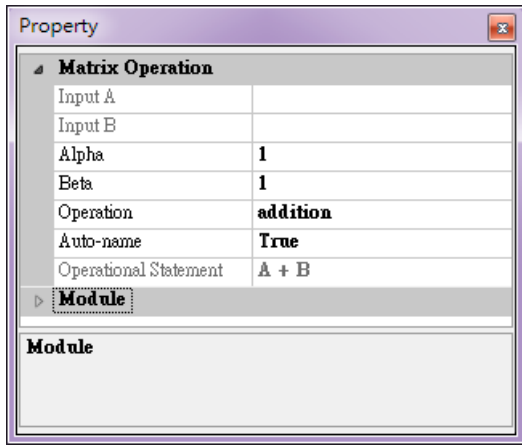 Property
Matrix Operation
Input A
Input B
Alpha 1
Beta 1
Operation addition
Auto-name True
Operational Statement A + B
Module
Module